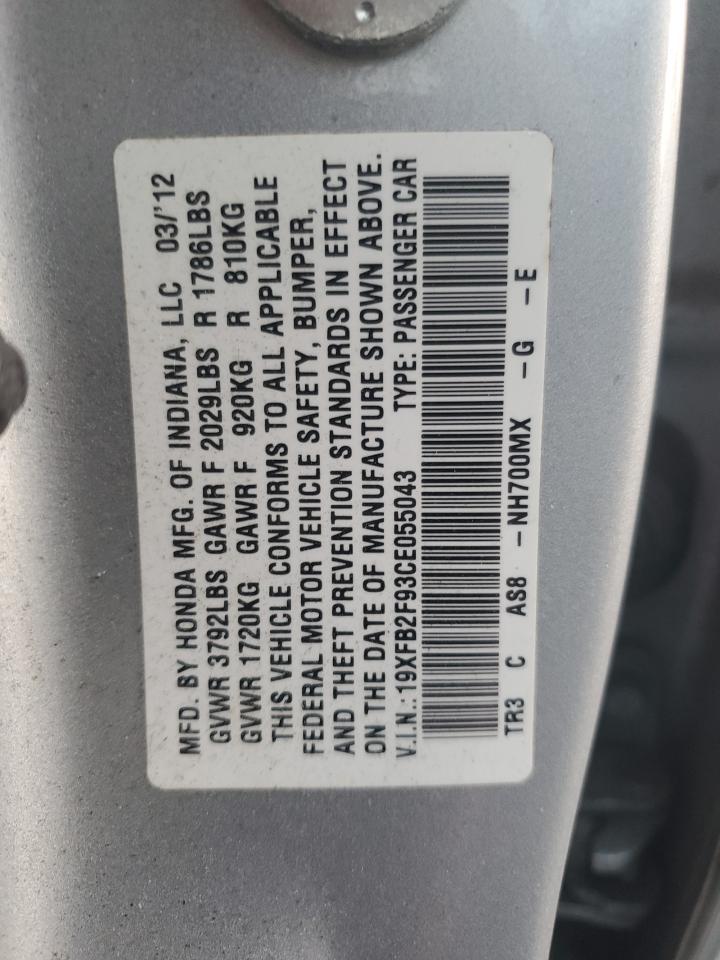 MFD. BY HONDA MFG. OF INDIANA, LLC 03/'12
GVWR 3792LBS GAWR F 2029LBS R 1786LBS
GVWR 1720KG GAWR F 920KG R 810KG
THIS VEHICLE CONFORMS TO ALL APPLICABLE
FEDERAL MOTOR VEHICLE SAFETY, BUMPER,
AND THEFT PREVENTION STANDARDS IN EFFECT
ON THE DATE OF MANUFACTURE SHOWN ABOVE.
V.I.N.: 19XFB2F93CE055043 TYPE: PASSENGER CAR
TR3 C AS8 -NH700MX -G -E